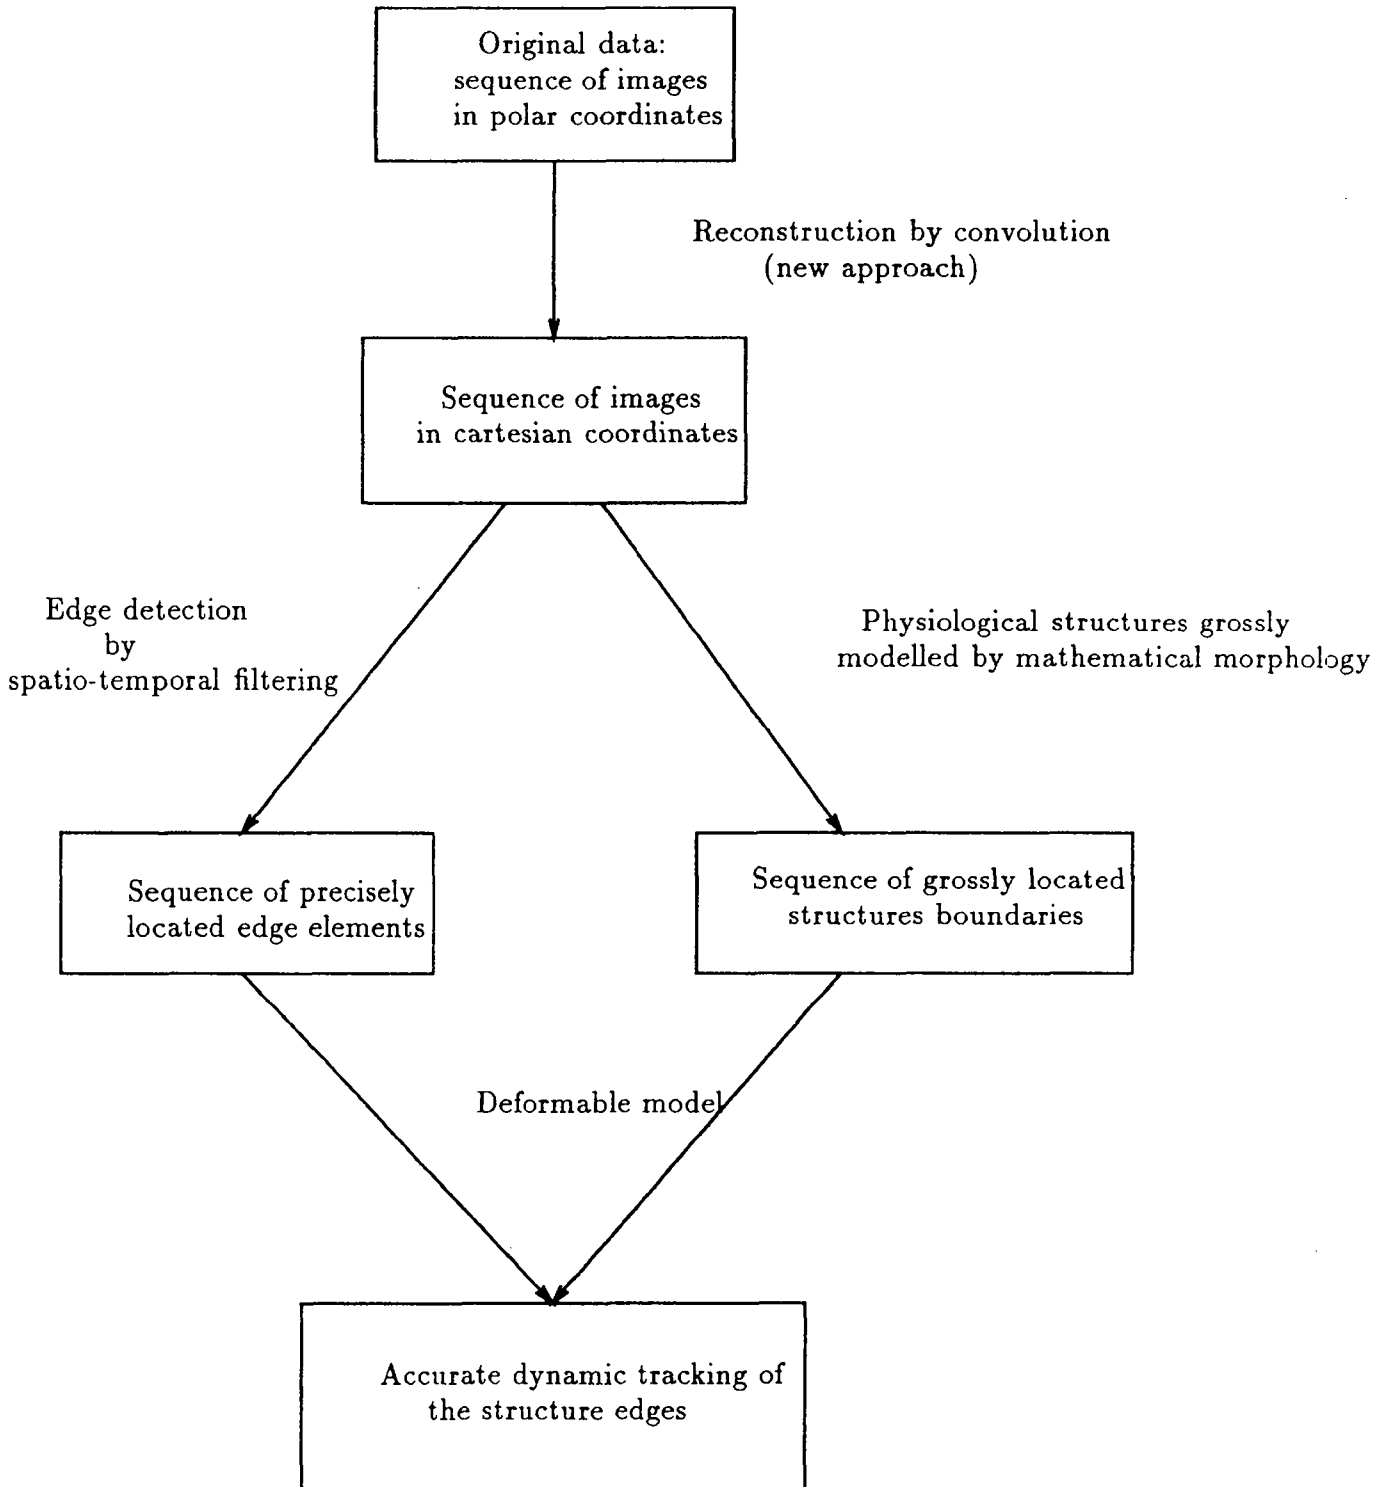 Original data:
sequence of images
in polar coordinates
Reconstruction by convolution
(new approach)
Sequence of images
in cartesian coordinates
Edge detection
by
spatio-temporal filtering
Physiological structures grossly
modelled by mathematical morphology
Sequence of precisely
located edge elements
Sequence of grossly located
structures boundaries
Deformable model
Accurate dynamic tracking of
the structure edges